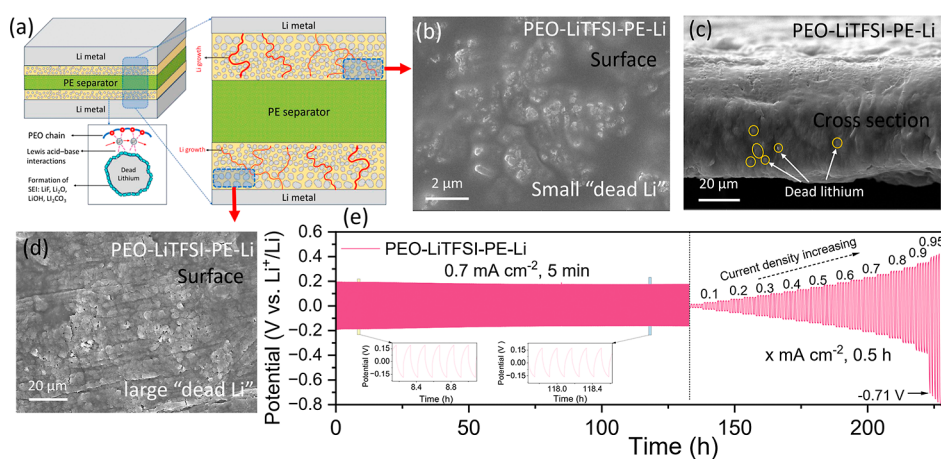 (a)
Li metal
PE separator
Li metal
PEO chain
Lewis acid–base
interactions
Dead
Lithium
Formation of
SEI: LiF, Li₂O,
LiOH, Li₂CO₃
Li metal
Li growth
PE separator
Li growth
Li metal
(b)
PEO-LiTFSI-PE-Li
Surface
2 μm
Small “dead Li”
(c)
PEO-LiTFSI-PE-Li
Cross section
20 μm
Dead lithium
(d)
PEO-LiTFSI-PE-Li
Surface
20 μm
large “dead Li”
(e)
Potential (V vs. Li⁺/Li)
0.6
0.4
0.2
0.0
−0.2
−0.4
−0.6
−0.8
PEO-LiTFSI-PE-Li
0.7 mA cm⁻², 5 min
Current density increasing
0.1 0.2 0.3 0.4 0.5 0.6 0.7 0.8 0.9 0.95
x mA cm⁻², 0.5 h
-0.71 V
Potential (V)
0.15
0.00
−0.15
8.4 8.8
Time (h)
Potential (V)
0.15
0.00
−0.15
118.0 118.4
Time (h)
0 50 100 150 200
Time (h)